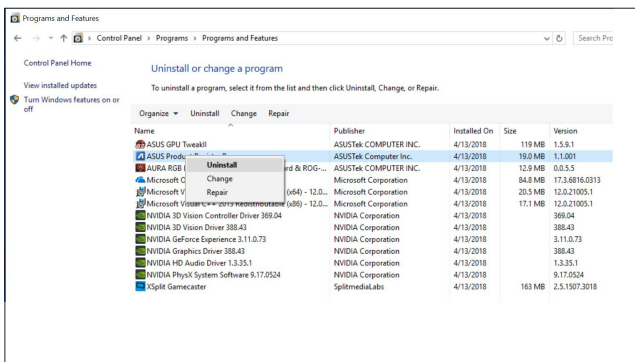 Programs and Features
Control Panel > Programs > Programs and Features
Search Pro
Control Panel Home
View installed updates
Turn Windows features on or
off
Uninstall or change a program
To uninstall a program, select it from the list and then click Uninstall, Change, or Repair.
Organize Uninstall Change Repair
Name Publisher Installed On Size Version
ASUS GPU TweakII ASUSTek COMPUTER INC. 4/13/2018 119 MB 1.5.9.1
ASUS Product ASUSTek Computer Inc. 4/13/2018 19.0 MB 1.1.001
AURA RGB rd & ROG-... ASUSTek COMPUTER INC. 4/13/2018 12.9 MB 0.0.5.5
Microsoft O Microsoft Corporation 4/13/2018 84.8 MB 17.3.6816.0313
Microsoft V (x64) - 12.0... Microsoft Corporation 4/13/2018 20.5 MB 12.0.21005.1
Microsoft Visual C++ 2013 Redistributable (x86) - 12.0... Microsoft Corporation 4/13/2018 17.1 MB 12.0.21005.1
NVIDIA 3D Vision Controller Driver 369.04 NVIDIA Corporation 4/13/2018 369.04
NVIDIA 3D Vision Driver 388.43 NVIDIA Corporation 4/13/2018 388.43
NVIDIA GeForce Experience 3.11.0.73 NVIDIA Corporation 4/13/2018 3.11.0.73
NVIDIA Graphics Driver 388.43 NVIDIA Corporation 4/13/2018 388.43
NVIDIA HD Audio Driver 1.3.35.1 NVIDIA Corporation 4/13/2018 1.3.35.1
NVIDIA PhysX System Software 9.17.0524 NVIDIA Corporation 4/13/2018 9.17.0524
XSplit Gamecaster SplitmediaLabs 4/13/2018 163 MB 2.5.1507.3018
Uninstall
Change
Repair